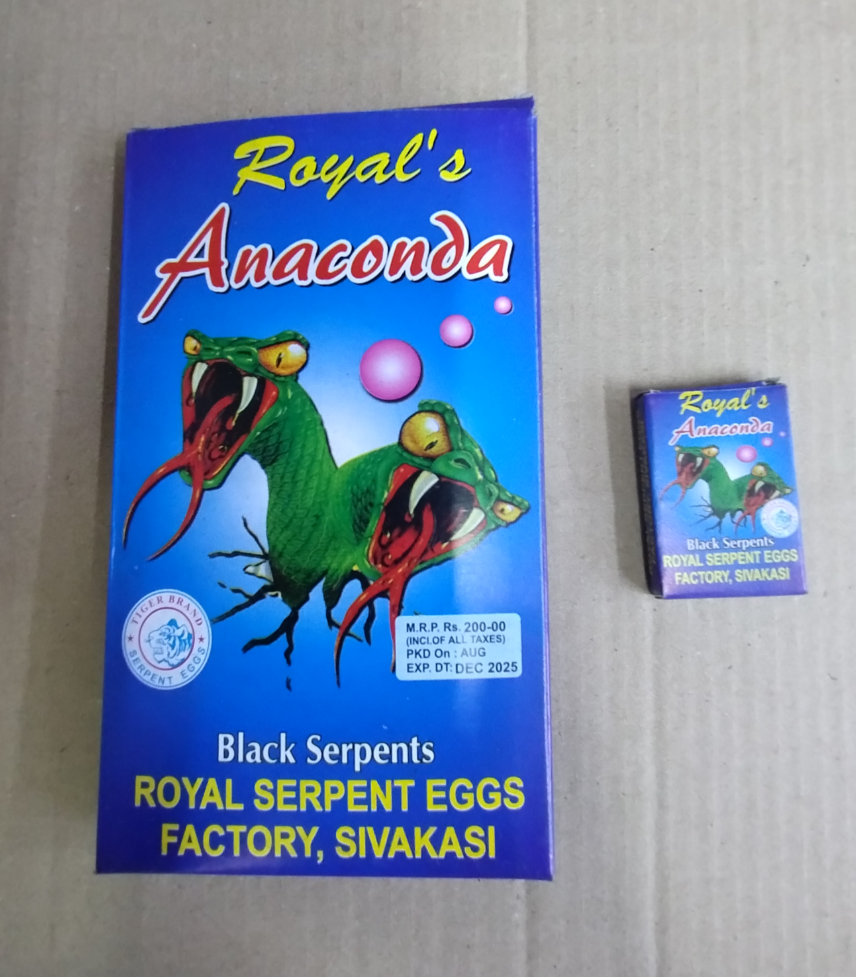 Royal's
Anaconda
TIGER BRAND
SERPENT EGGS
M.R.P. Rs. 200-00
(INCL.OF ALL TAXES)
PKD On : AUG
EXP. DT: DEC 2025
Black Serpents
ROYAL SERPENT EGGS
FACTORY, SIVAKASI
Royal's
Anaconda
Black Serpents
ROYAL SERPENT EGGS
FACTORY, SIVAKASI